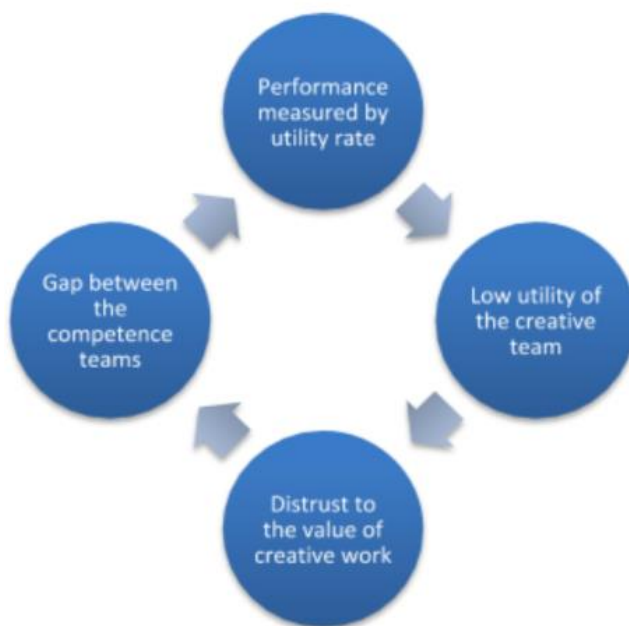 Performance
measured by
utility rate
Low utility of
the creative
team
Distrust to
the value of
creative work
Gap between
the
competence
teams